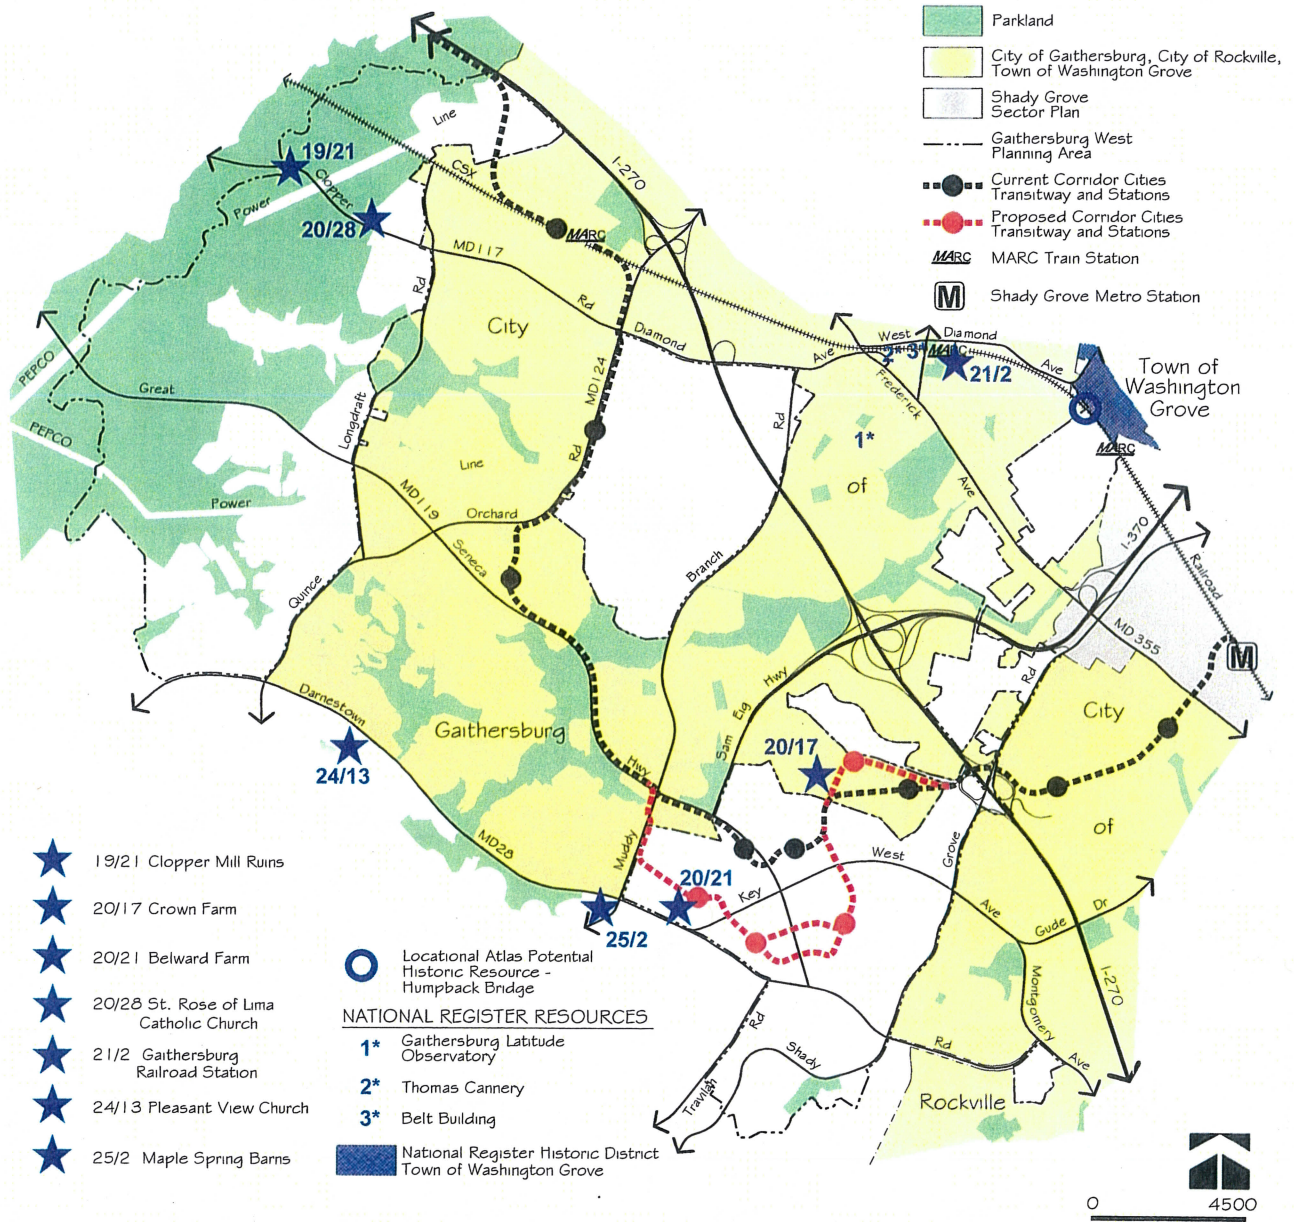 Parkland
City of Gaithersburg, City of Rockville,
Town of Washington Grove
Shady Grove
Sector Plan
Gaithersburg West
Planning Area
Current Corridor Cities
Transitway and Stations
Proposed Corridor Cities
Transitway and Stations
MARC MARC Train Station
M Shady Grove Metro Station
Line
CSX
I-270
19/21
Clopper
Power
20/28
MD117
Rd
MARC
Rd
City
Diamond
Ave
West
Diamond
Ave
2* 3*
MARC
21/2
Town of
Washington
Grove
MARC
Frederick
Ave
PEPCO
PEPCO
Great
Longdraft
MD124
Rd
Rd
1*
of
Line
Power
MD119
Orchard
Seneca
Branch
Quince
I-370
Railroad
MD 355
M
Rd
Hwy
Sam Eig
Darnestown
24/13
Gaithersburg
Hwy
20/17
City
of
MD28
Muddy
20/21
Key
West
Ave
Grove
Gude
Dr
25/2
I-270
Montgomery
Ave
Rd
Rd
Shady
Travilah
Rockville
19/21 Clopper Mill Ruins
20/17 Crown Farm
20/21 Belward Farm
20/28 St. Rose of Lima
Catholic Church
21/2 Gaithersburg
Railroad Station
24/13 Pleasant View Church
25/2 Maple Spring Barns
Locational Atlas Potential
Historic Resource -
Humpback Bridge
NATIONAL REGISTER RESOURCES
1* Gaithersburg Latitude
Observatory
2* Thomas Cannery
3* Belt Building
National Register Historic District
Town of Washington Grove
0 4500